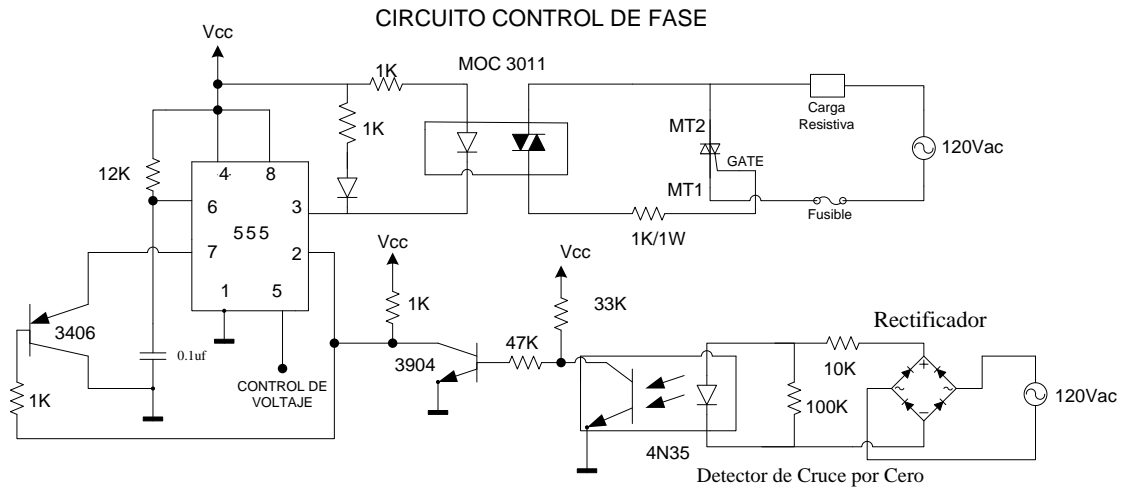 CIRCUITO CONTROL DE FASE
Vcc
1K
MOC 3011
1K
12K
4
8
6
3
555
7
2
1
5
3406
0.1uf
1K
CONTROL DE
VOLTAJE
Vcc
1K
3904
47K
Vcc
33K
4N35
MT2
GATE
MT1
1K/1W
Carga
Resistiva
120Vac
Fusible
Rectificador
10K
100K
+
−
120Vac
Detector de Cruce por Cero